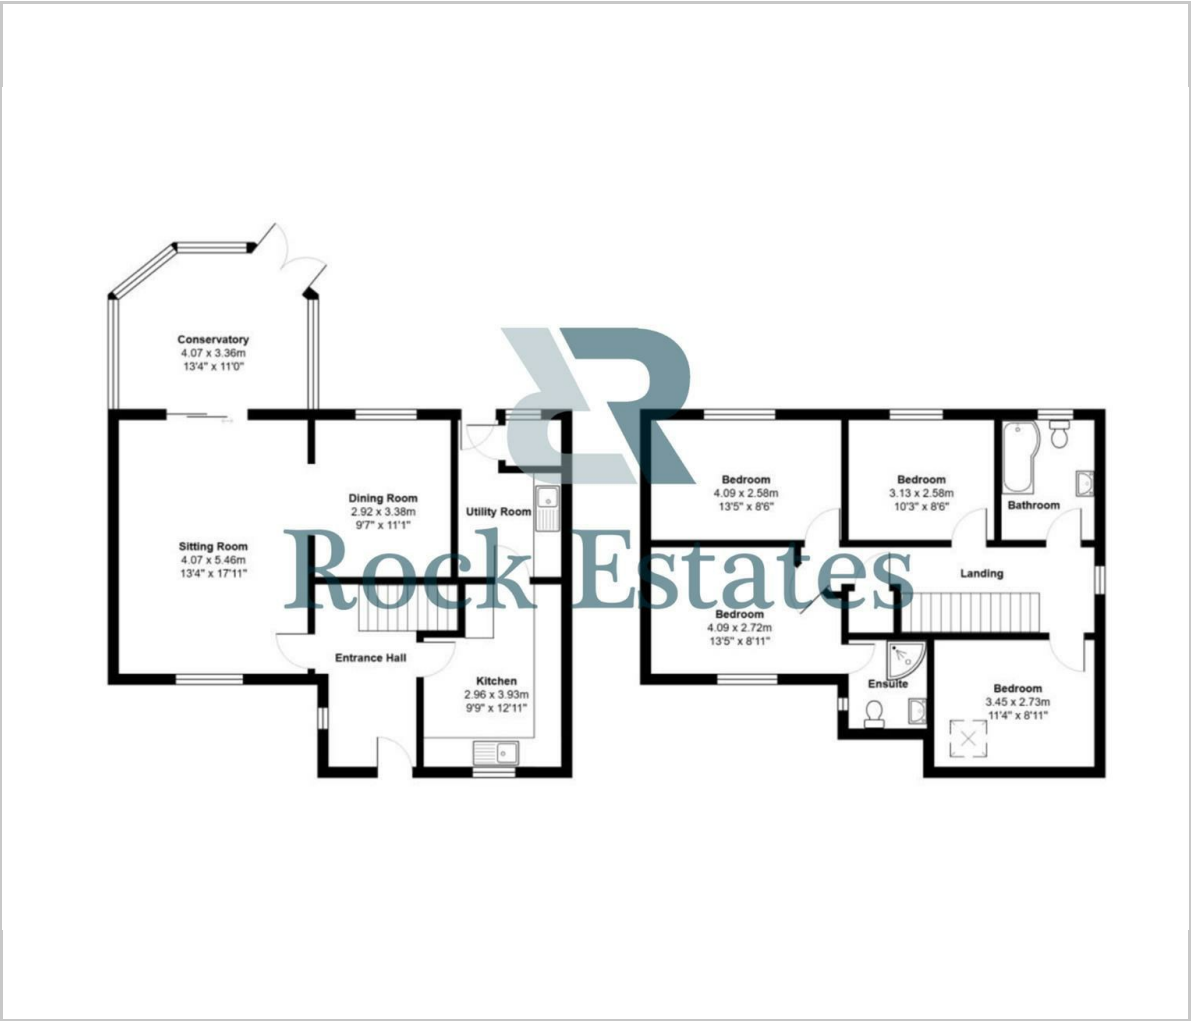 Conservatory
4.07 x 3.36m
13'4" x 11'0"
Dining Room
2.92 x 3.38m
9'7" x 11'1"
Utility Room
Sitting Room
4.07 x 5.46m
13'4" x 17'11"
Entrance Hall
Kitchen
2.96 x 3.93m
9'9" x 12'11"
Bedroom
4.09 x 2.58m
13'5" x 8'6"
Bedroom
3.13 x 2.58m
10'3" x 8'6"
Bathroom
Landing
Bedroom
4.09 x 2.72m
13'5" x 8'11"
Ensuite
Bedroom
3.45 x 2.73m
11'4" x 8'11"
R
Rock Estates